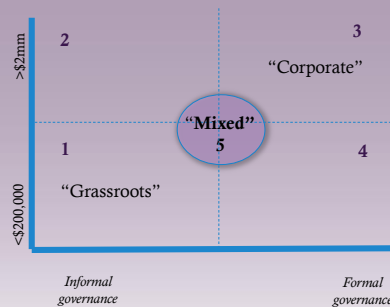 >$2mm
2
3
"Corporate"
"Mixed"
5
1
4
"Grassroots"
<$200,000
Informal
governance
Formal
governance